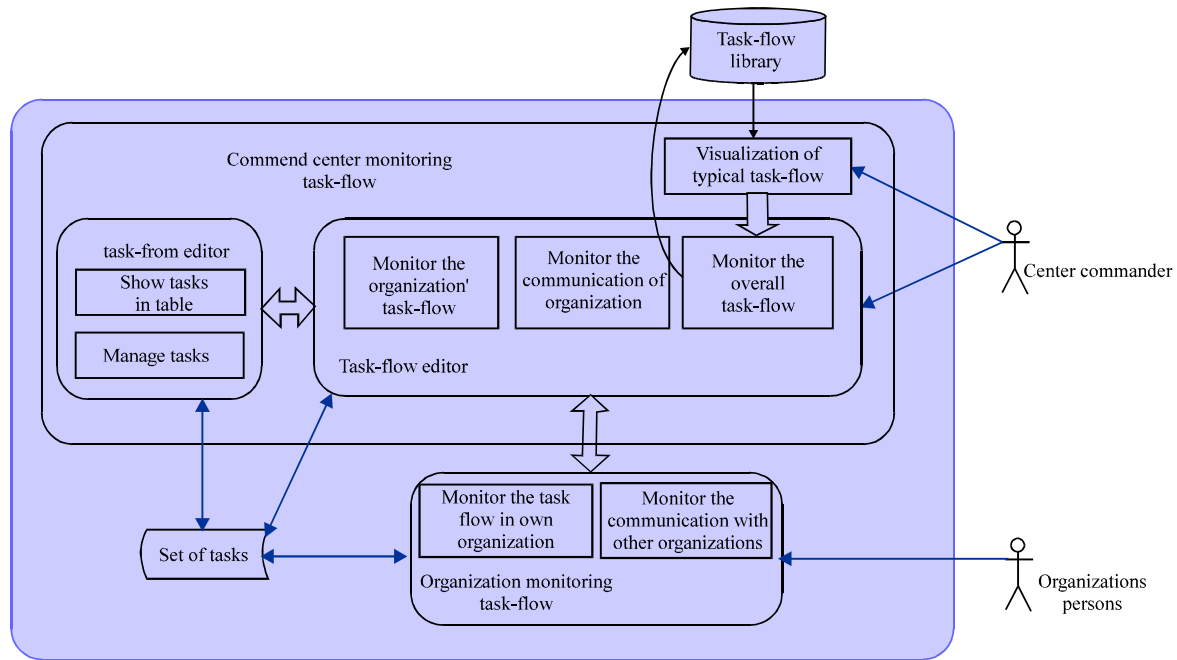 Task-flow
library
Commend center monitoring
task-flow
Visualization of
typical task-flow
task-from editor
Show tasks
in table
Manage tasks
Monitor the
organization'
task-flow
Monitor the
communication of
organization
Monitor the
overall
task-flow
Task-flow editor
Center commander
Set of tasks
Monitor the task
flow in own
organization
Monitor the
communication with
other organizations
Organization monitoring
task-flow
Organizations
persons